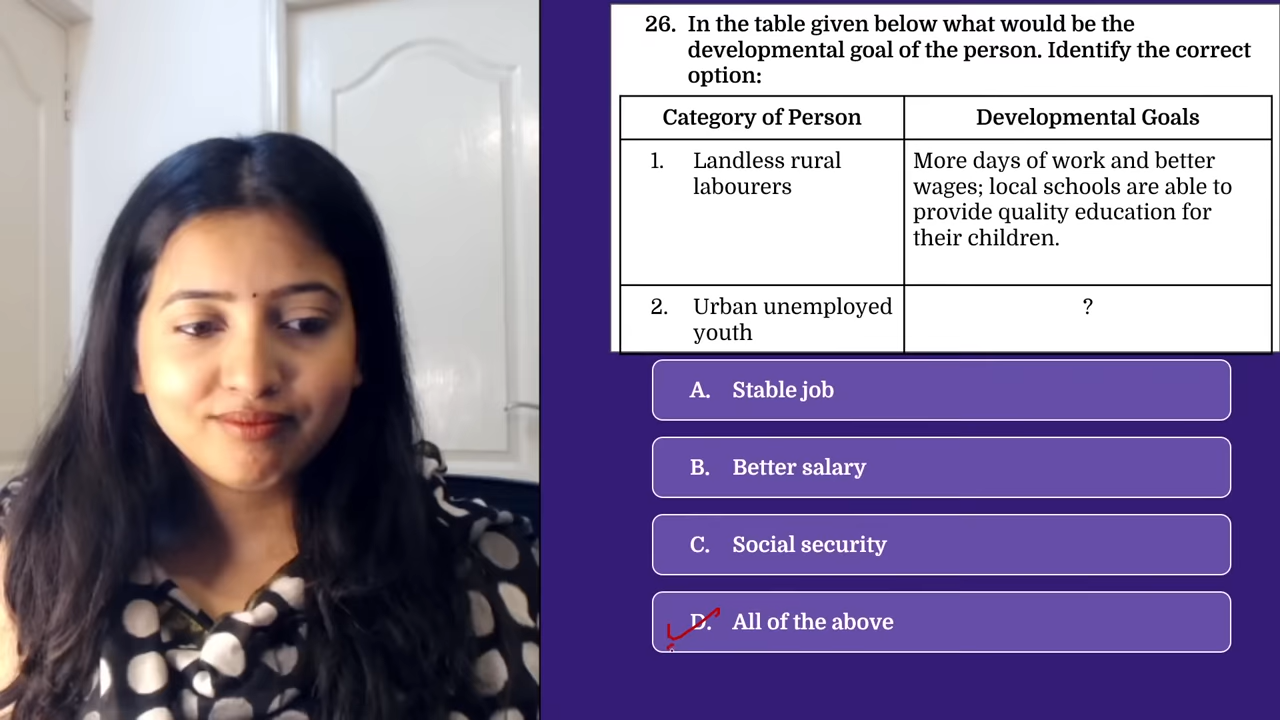 26. In the table given below what would be the
developmental goal of the person. Identify the correct
option:
Category of Person Developmental Goals
1. Landless rural
labourers
More days of work and better
wages; local schools are able to
provide quality education for
their children.
2. Urban unemployed
youth
?
A. Stable job
B. Better salary
C. Social security
D. All of the above